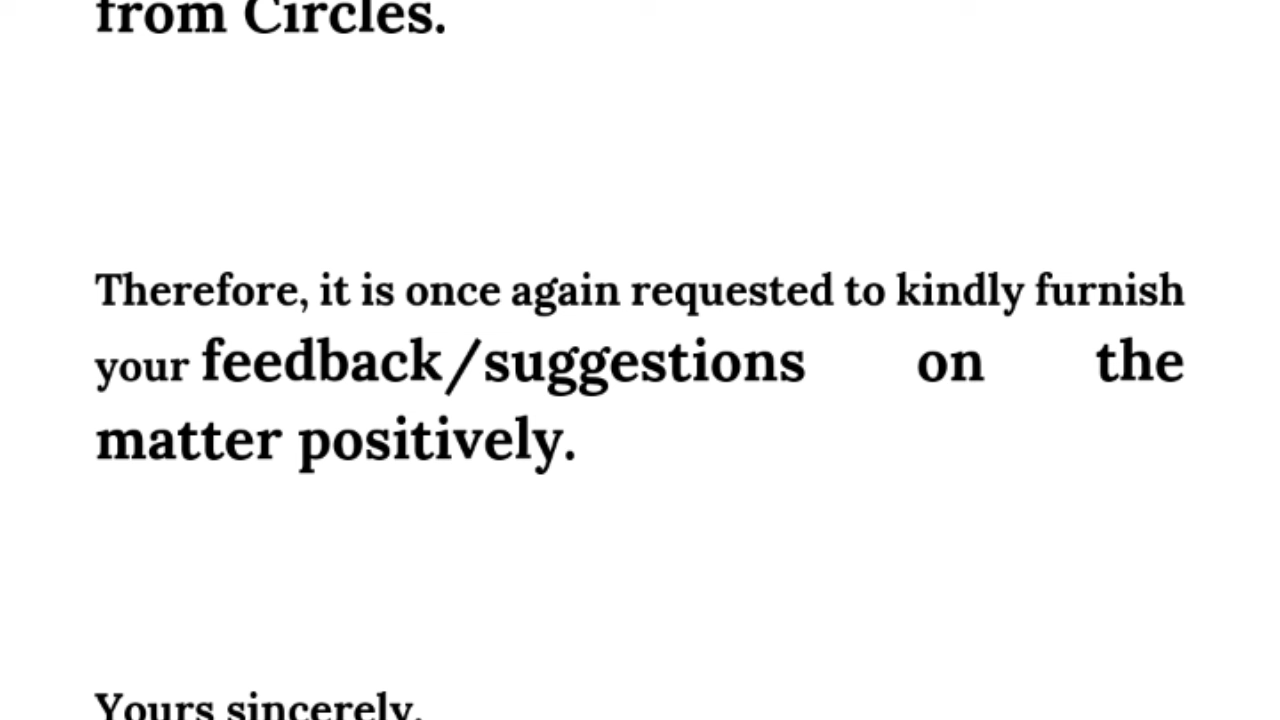 from Circles.
Therefore, it is once again requested to kindly furnish
your feedback/suggestions on the
matter positively.
Yours sincerely,